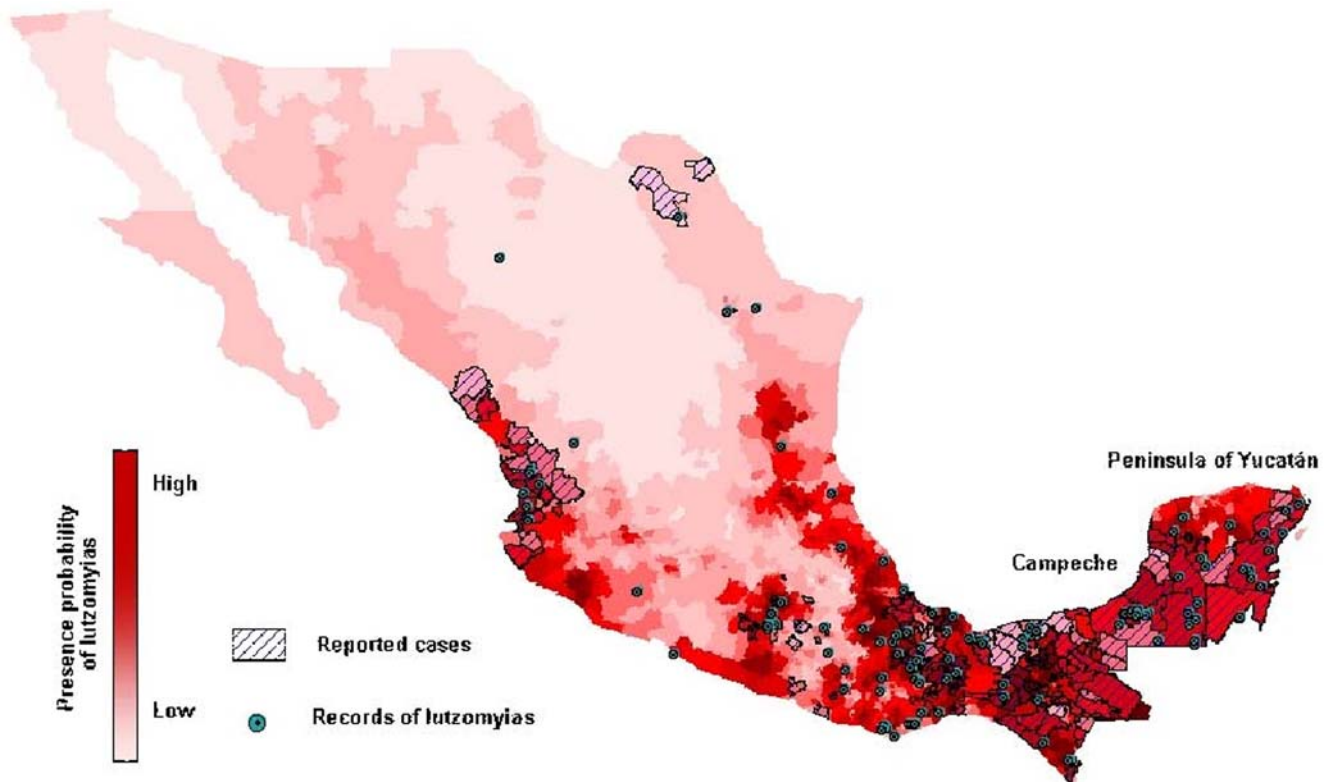 Peninsula of Yucatán
Campeche
High
Low
Presence probability
of lutzomyias
Reported cases
Records of lutzomyias